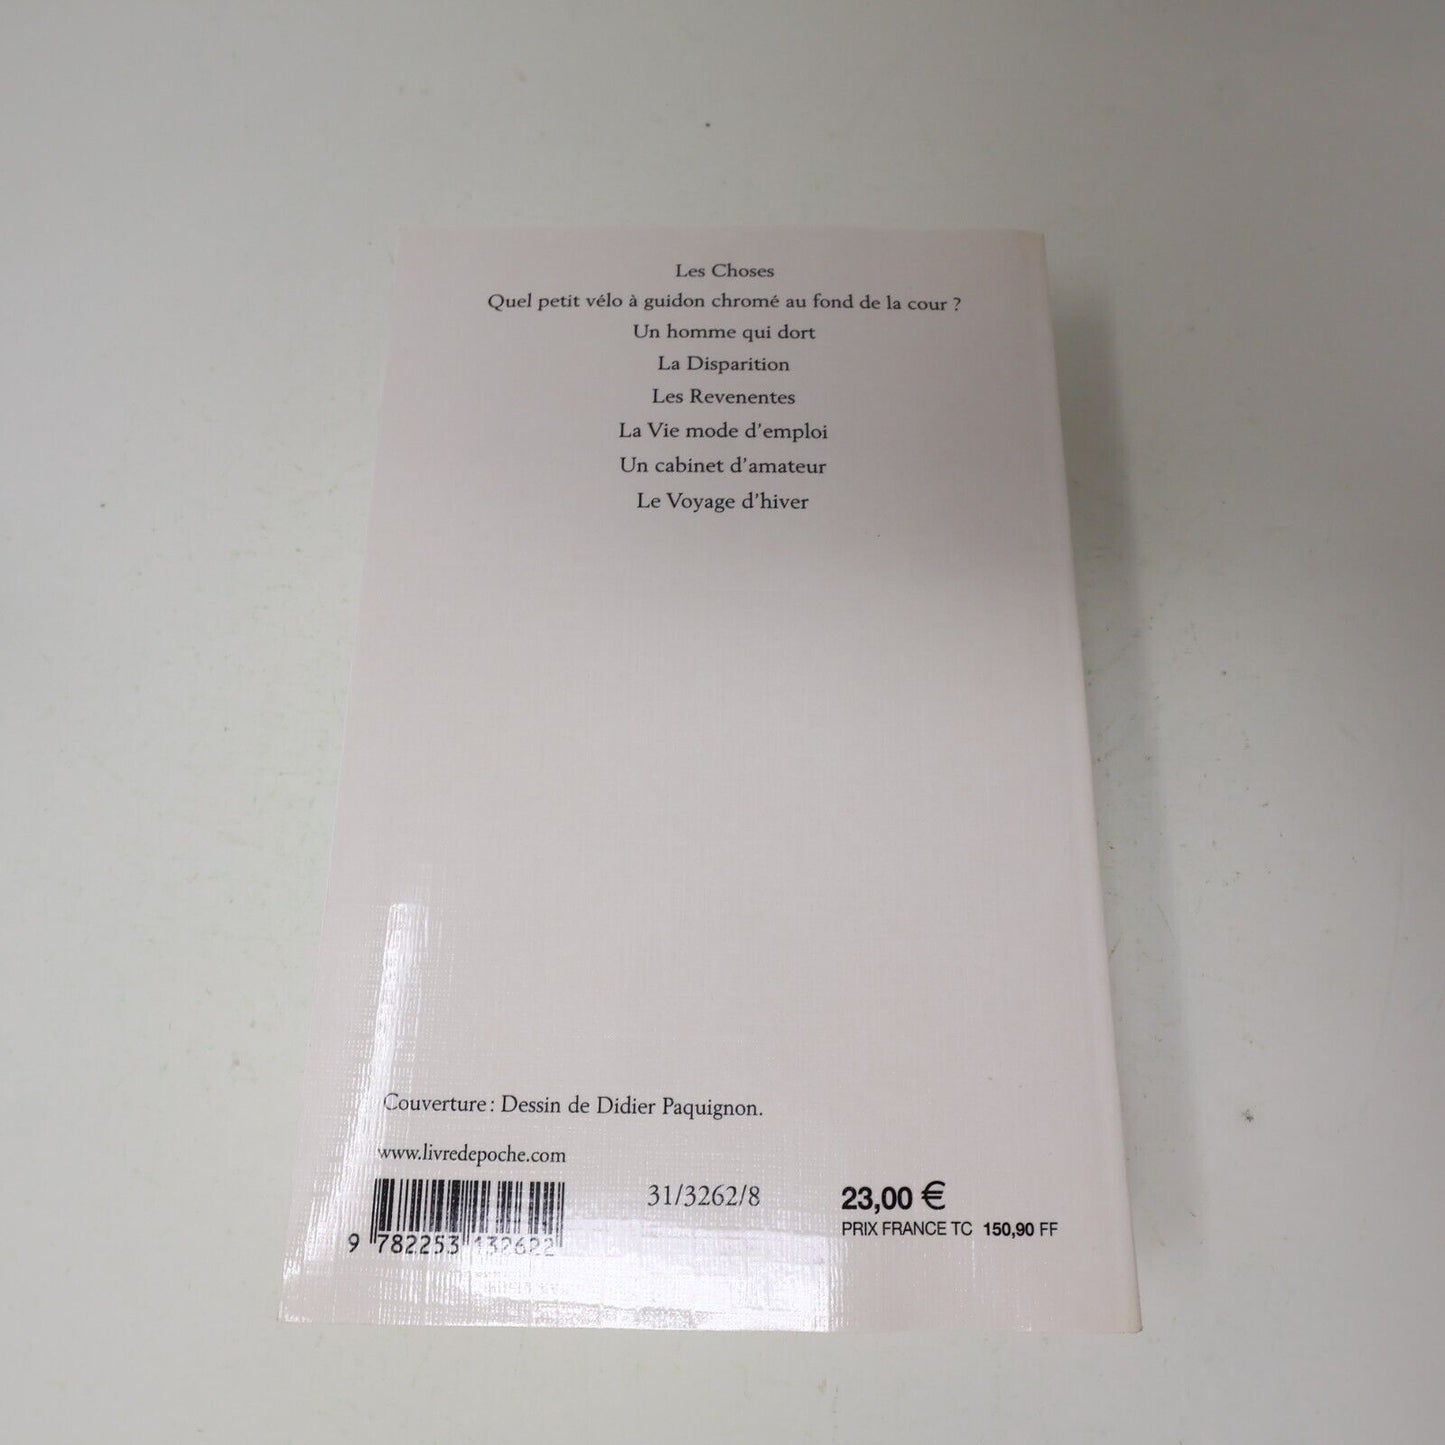 Les Choses
Quel petit vélo à guidon chromé au fond de la cour ?
Un homme qui dort
La Disparition
Les Revenentes
La Vie mode d'emploi
Un cabinet d'amateur
Le Voyage d'hiver
Couverture : Dessin de Didier Paquignon.
www.livredepoche.com
31/3262/8
23,00 €
PRIX FRANCE TC 150,90 FF
9 782253 132622